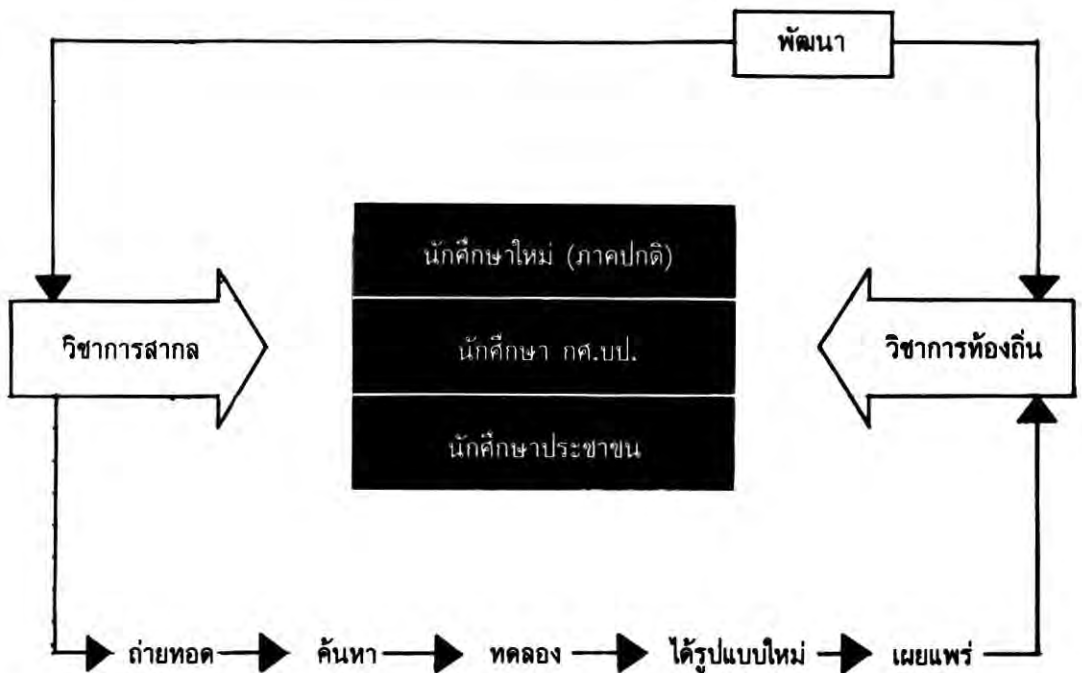 พัฒนา
นักศึกษาใหม่ (ภาคปกติ)
วิชาการสากล
นักศึกษา กศ.บป.
วิชาการท้องถิ่น
นักศึกษาประชาชน
ถ่ายทอด
ค้นหา
ทดลอง
ได้รูปแบบใหม่
เผยแพร่